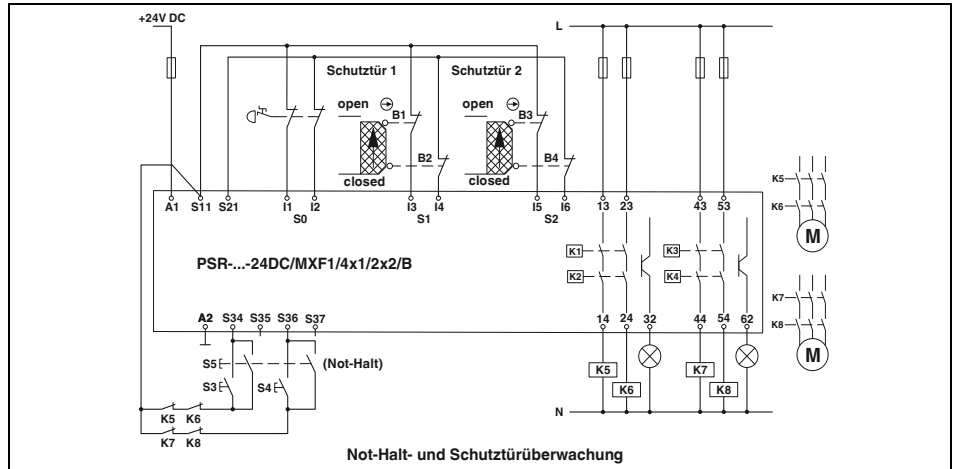 +24V DC
L
Schutztür 1
Schutztür 2
open
open
B1
B3
B2
B4
closed
closed
K5
K6
M
A1 S11 S21 I1 I2 I3 I4 I5 I6 13 23 43 53
S0 S1 S2
K1
K3
PSR-...-24DC/MXF1/4x1/2x2/B
K2
K4
K7
K8
M
A2 S34 S35 S36 S37
14 24 32 44 54 62
S5
(Not-Halt)
S3
S4
K5
K7
K6
K8
K5 K6
K7 K8
N
Not-Halt- und Schutztürüberwachung